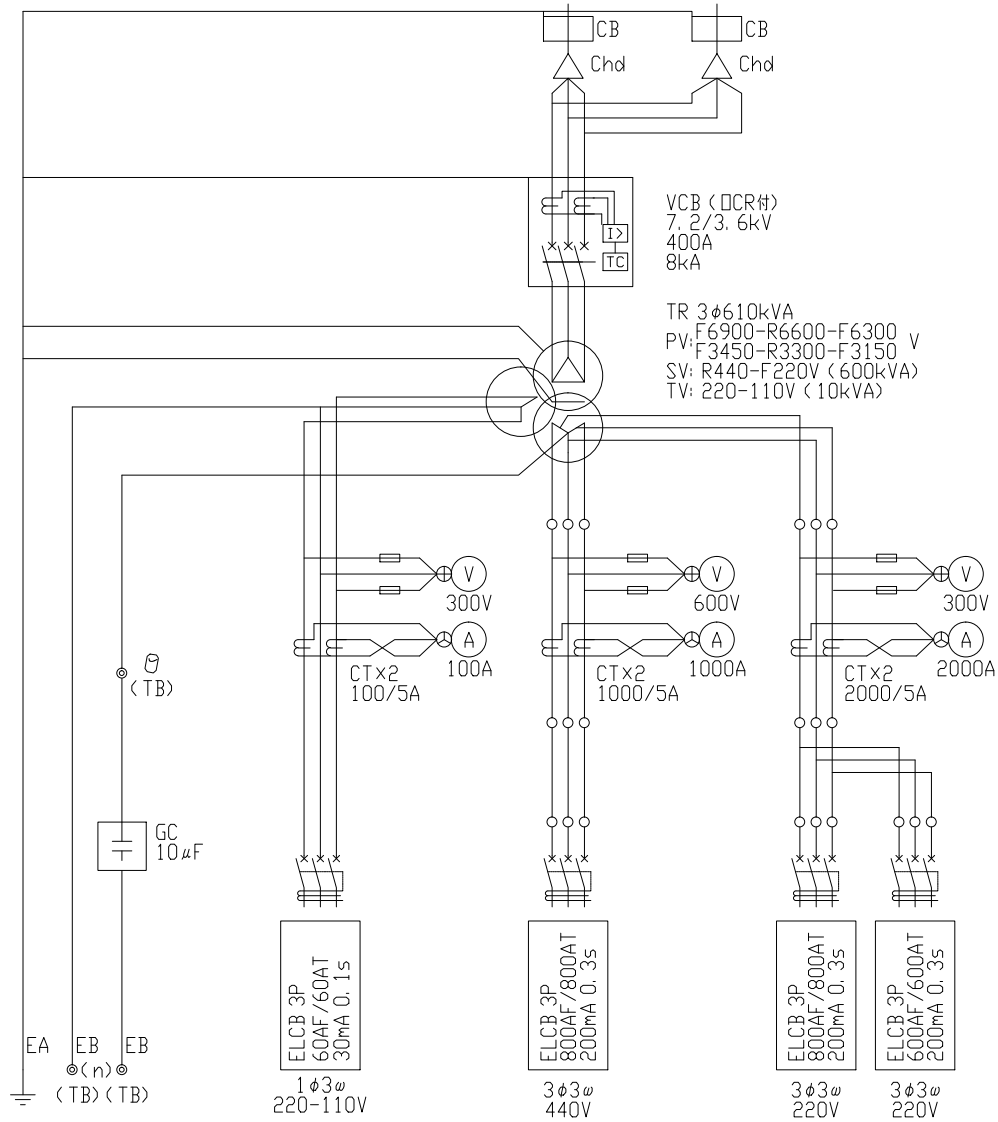 CB
CB
Chd
Chd
VCB (□CR付)
7.2/3.6kV
400A
8kA
I>
TC
TR 3φ610kVA
PV: F6900-R6600-F6300 V
F3450-R3300-F3150
SV: R440-F220V (600kVA)
TV: 220-110V (10kVA)
V
V
V
300V
600V
300V
A
A
A
100A
1000A
2000A
CT×2
100/5A
CT×2
1000/5A
CT×2
2000/5A
(TB)
GC
10μF
ELCB 3P
60AF/60AT
30mA 0.1s
ELCB 3P
800AF/800AT
200mA 0.3s
ELCB 3P
800AF/800AT
200mA 0.3s
ELCB 3P
600AF/600AT
200mA 0.3s
EA
EB
EB
(n)
(TB)
(TB)
1φ3ω
220-110V
3φ3ω
440V
3φ3ω
220V
3φ3ω
220V